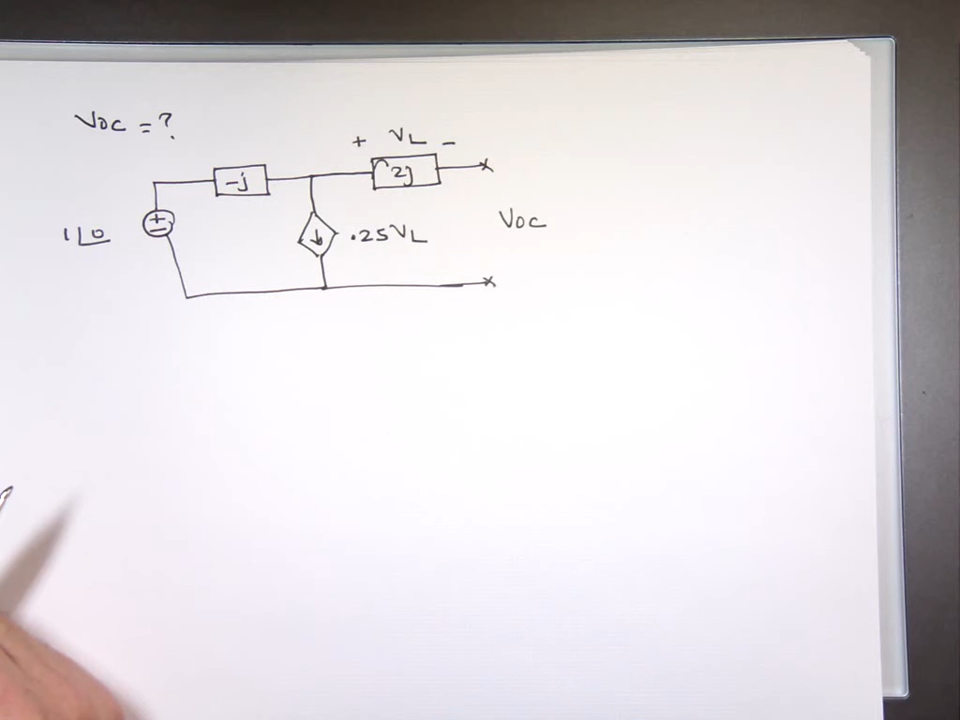 VOC = ?
+ VL -
-j
2j
+
-
1∠0
.25VL
VOC